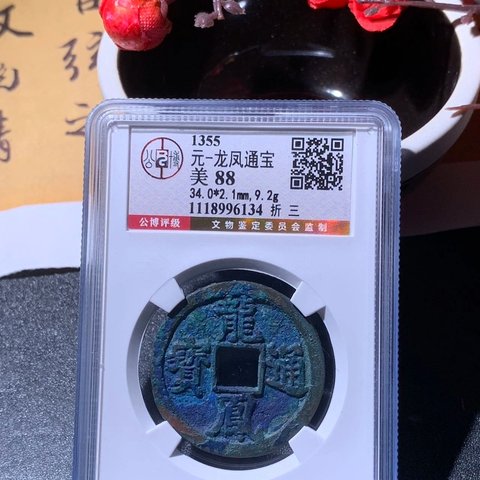 1355
元-龙凤通宝
美 88
34.0*2.1mm,9.2g
1118996134 折 三
公博评级
文物鉴定委员会监制
龍鳳通寶